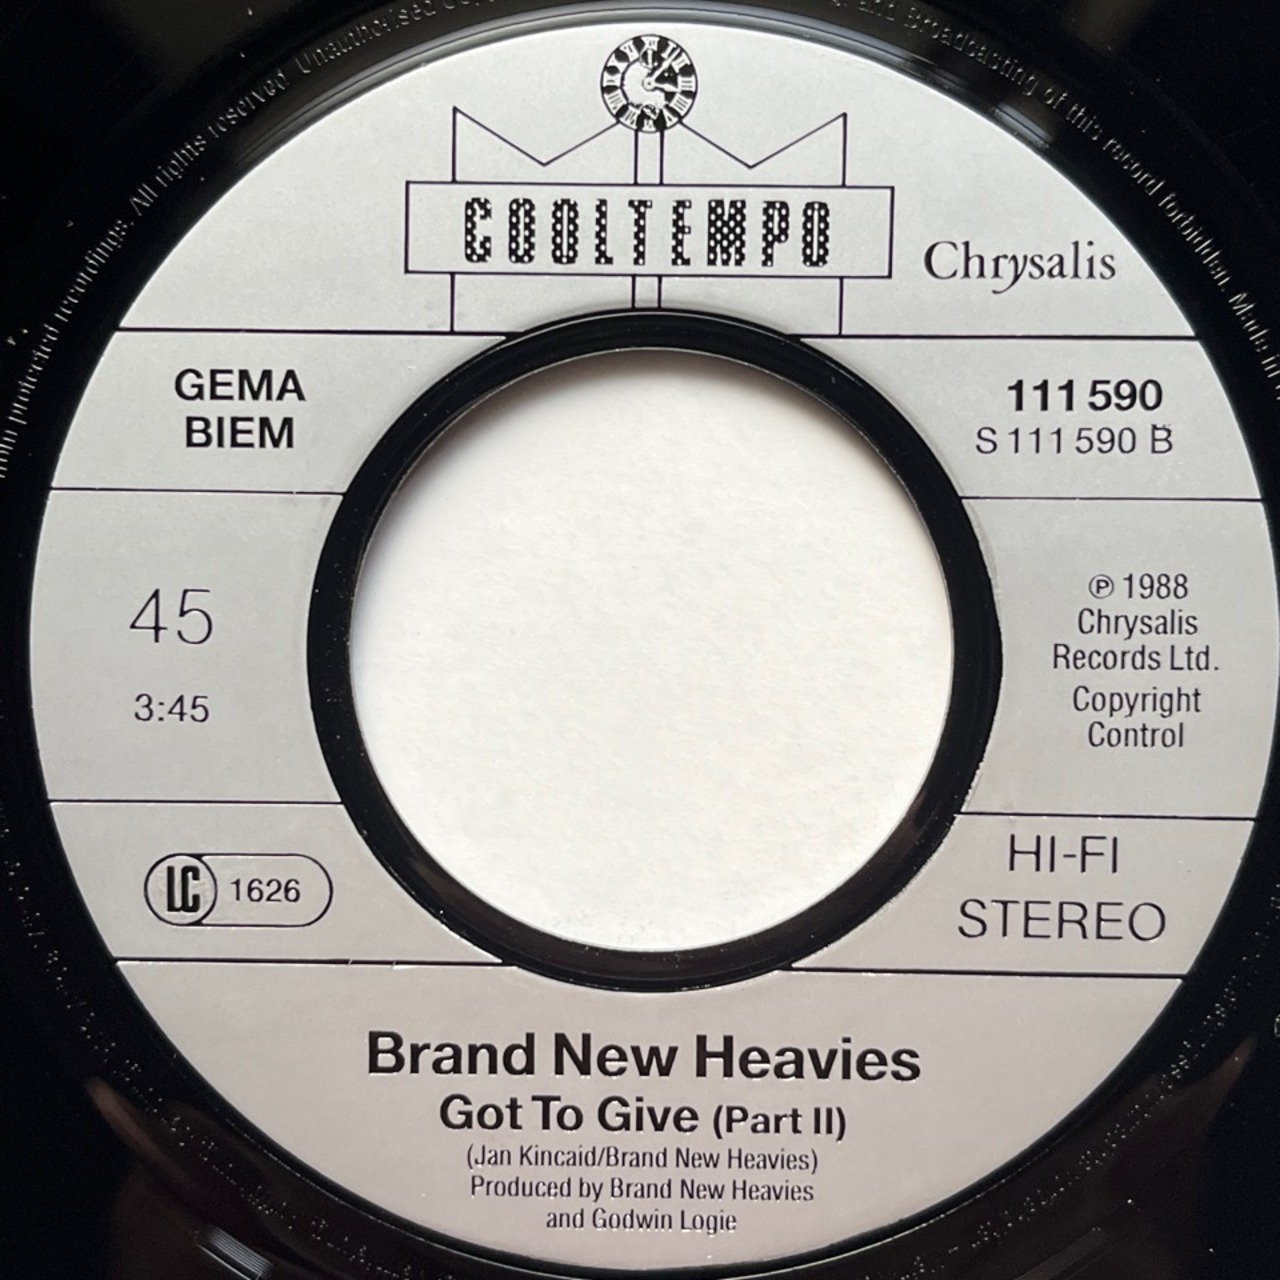 All rights reserved. Unauthorised
and Broadcasting of this record forbidden. Made in
COOLTEMPO
Chrysalis
GEMA
BIEM
111 590
S 111 590 B
45
3:45
℗ 1988
Chrysalis
Records Ltd.
Copyright
Control
LC 1626
HI-FI
STEREO
Brand New Heavies
Got To Give (Part II)
(Jan Kincaid/Brand New Heavies)
Produced by Brand New Heavies
and Godwin Logie